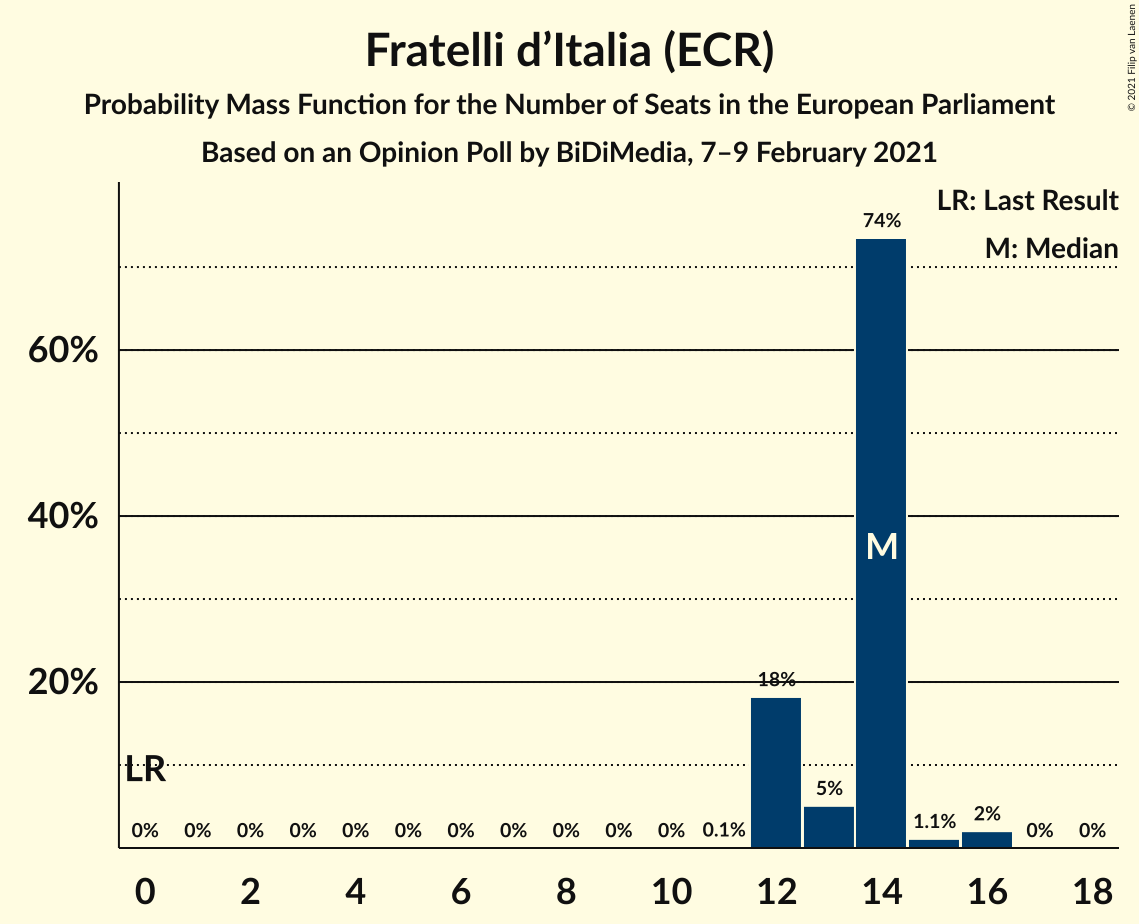 Fratelli d’Italia (ECR)
Probability Mass Function for the Number of Seats in the European Parliament
Based on an Opinion Poll by BiDiMedia, 7–9 February 2021
© 2021 Filip van Laenen
LR: Last Result
M: Median
74%
60%
40%
M
20%
18%
LR
5%
2%
1.1%
0% 0% 0% 0% 0% 0% 0% 0% 0% 0% 0% 0.1% 0% 0%
0 2 4 6 8 10 12 14 16 18